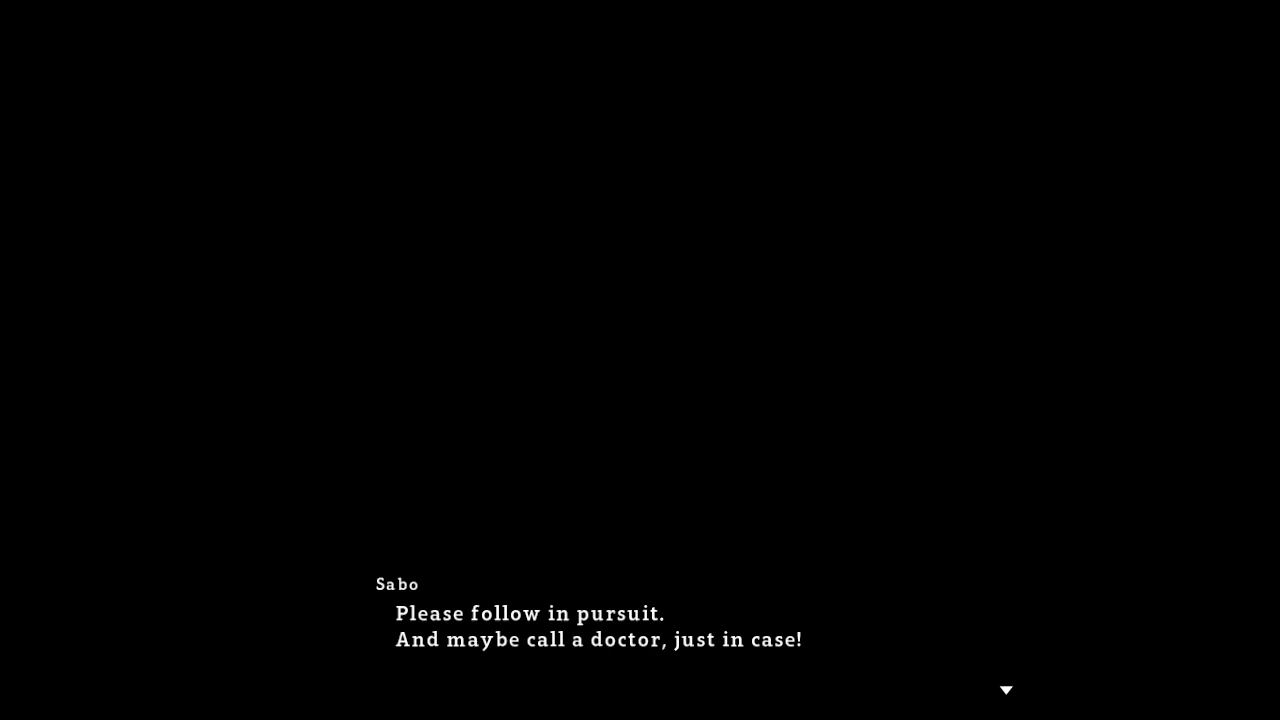 Sabo
Please follow in pursuit.
And maybe call a doctor, just in case!